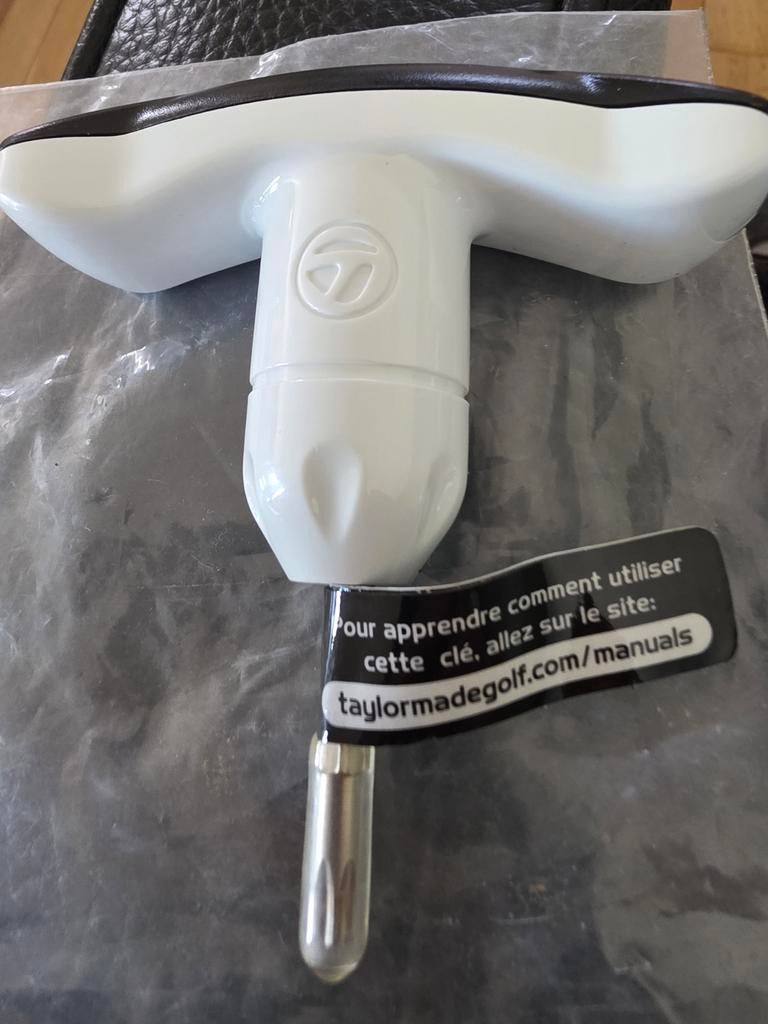 Pour apprendre comment utiliser
cette clé, allez sur le site:
taylormadegolf.com/manuals